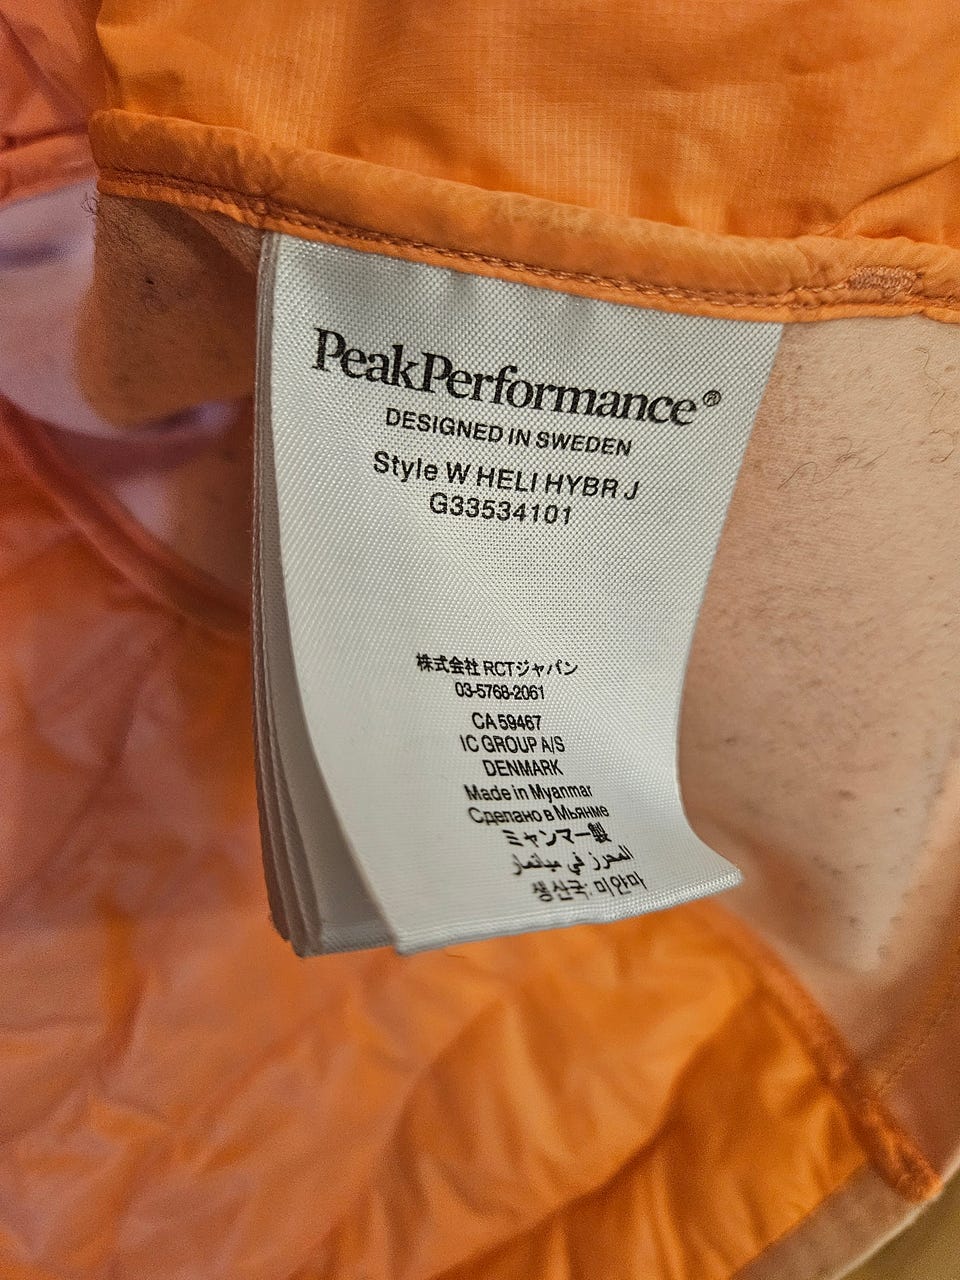 PeakPerformance®
DESIGNED IN SWEDEN
Style W HELI HYBR J
G33534101
株式会社 RCTジャパン
03-5768-2061
CA 59467
IC GROUP A/S
DENMARK
Made in Myanmar
Сделано в Мьянме
ミャンマー製
المحرز في ميانمار
생산국: 미얀마